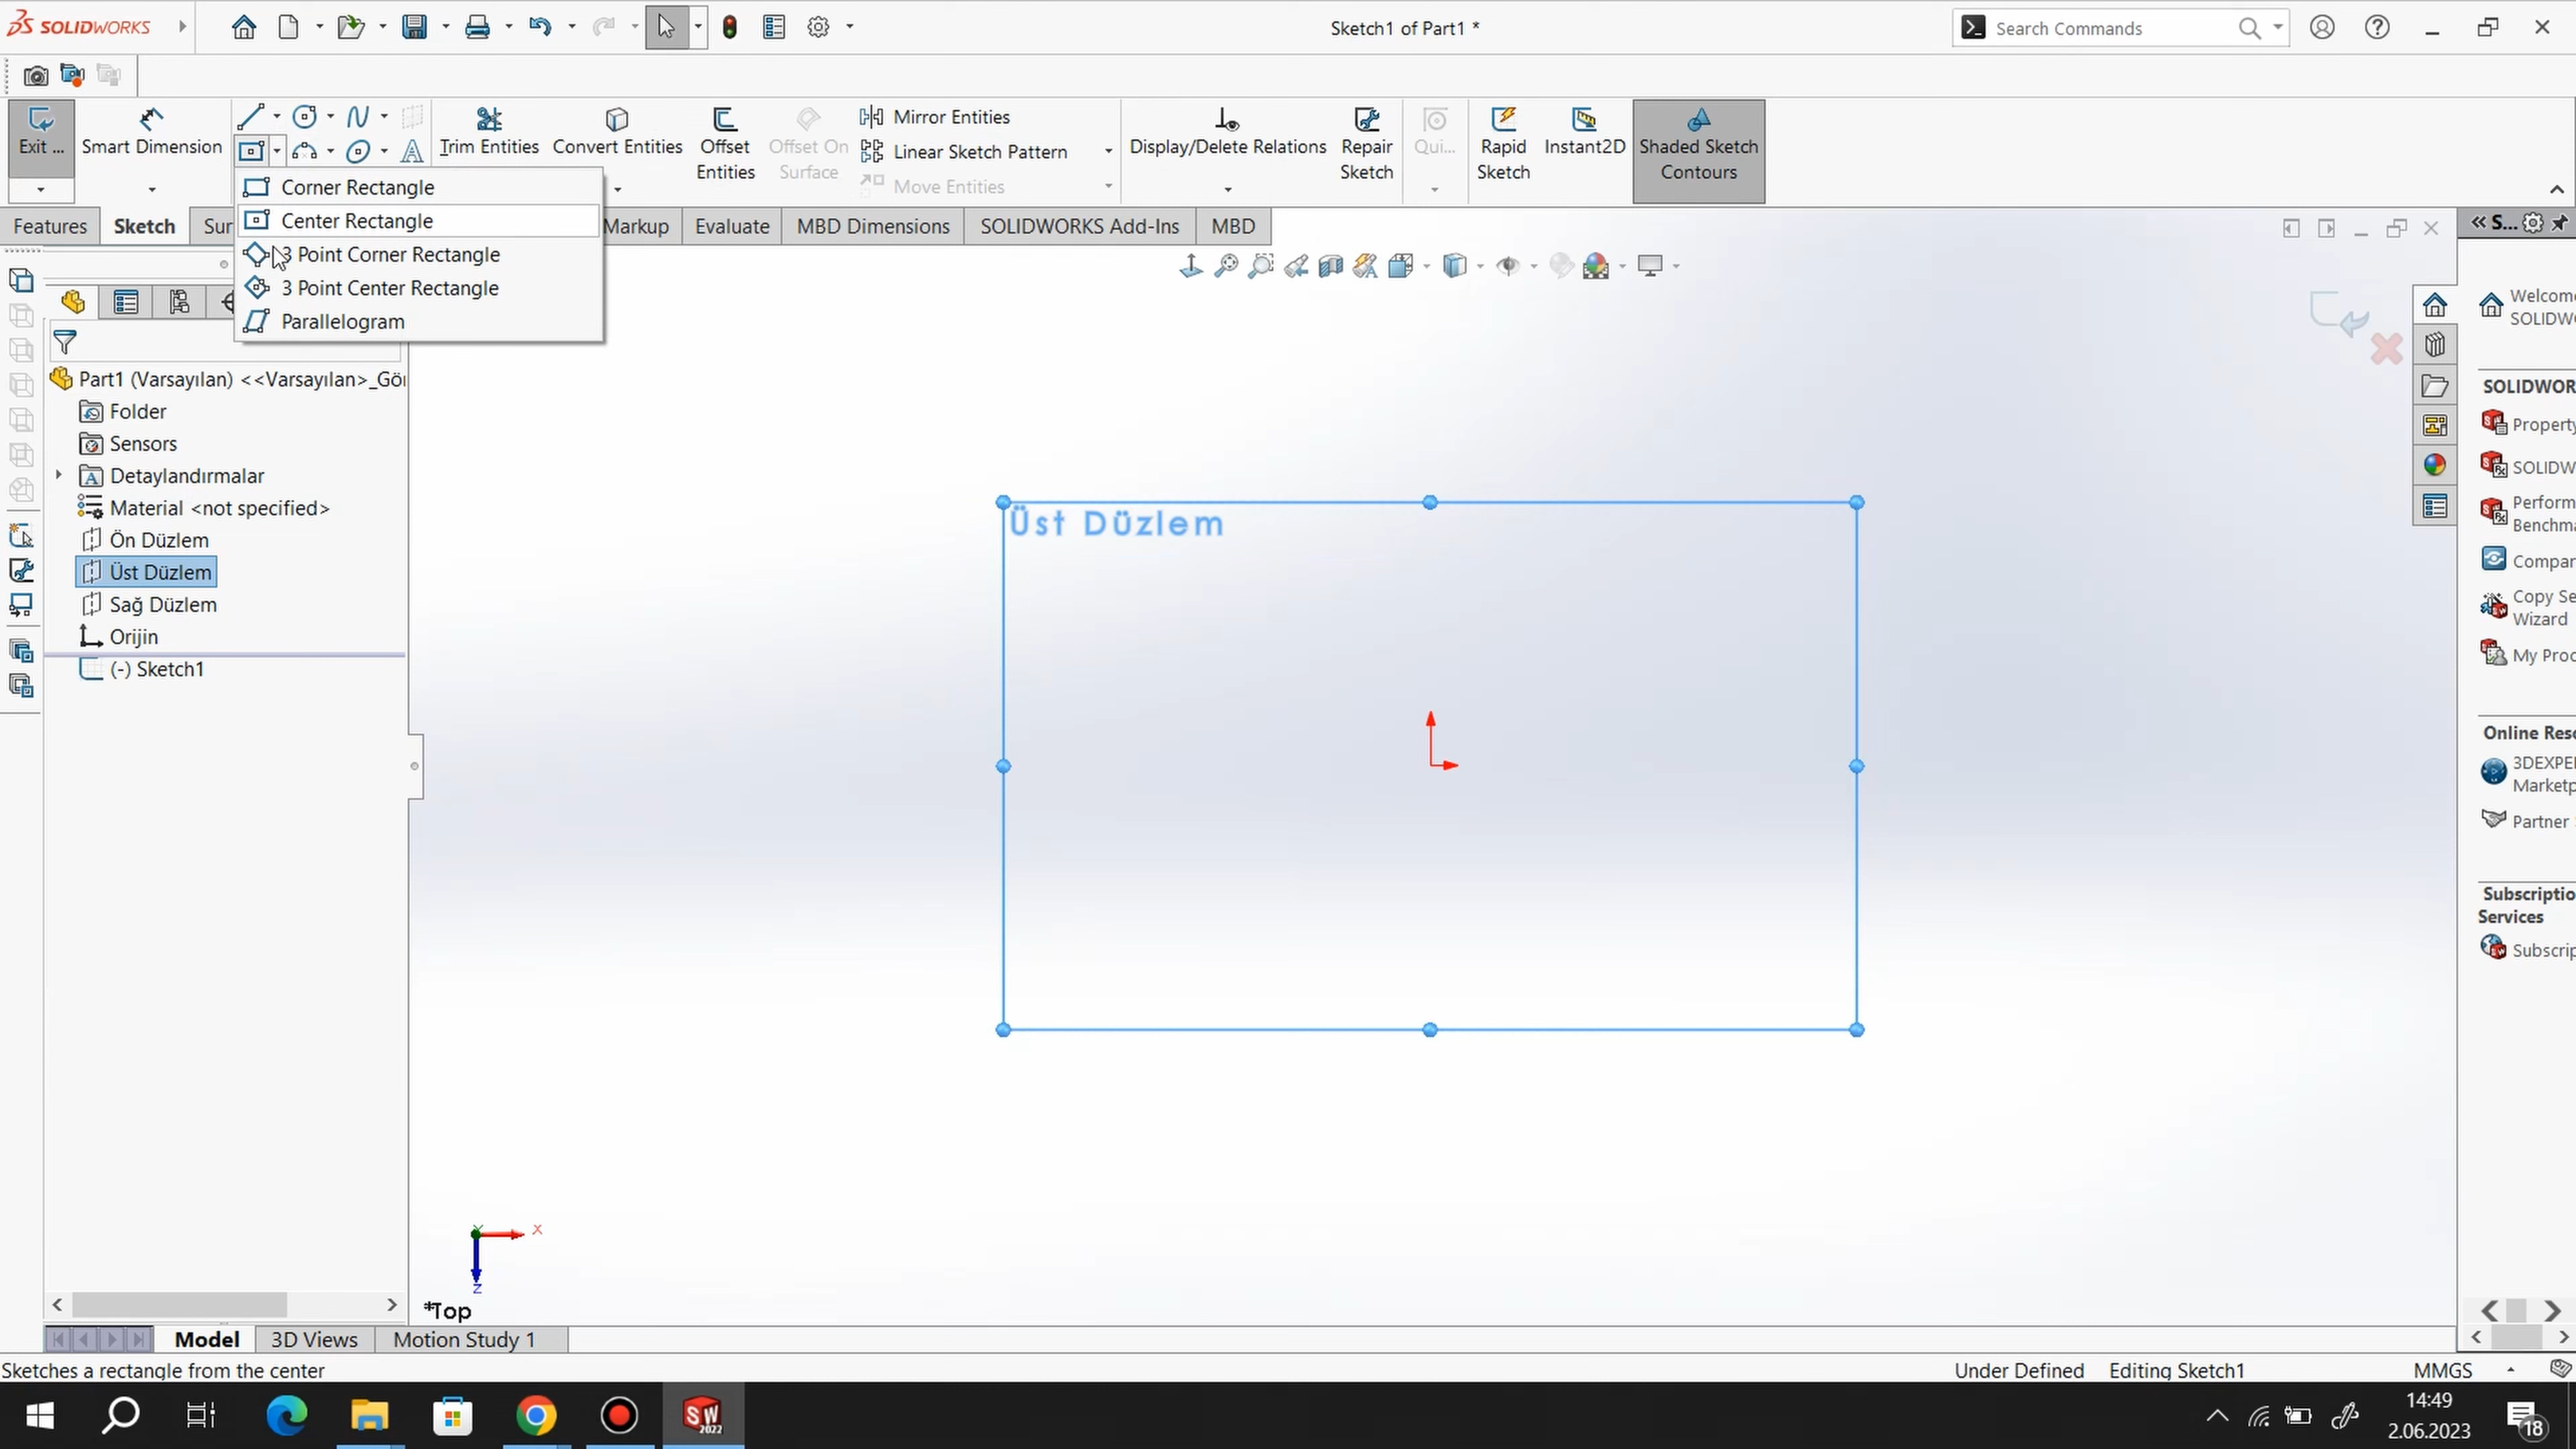 SOLIDWORKS
Sketch1 of Part1 *
Search Commands
Exit ...
Smart Dimension
Trim Entities
Convert Entities
Offset Entities
Offset On Surface
Mirror Entities
Linear Sketch Pattern
Move Entities
Display/Delete Relations
Repair Sketch
Qui...
Rapid Sketch
Instant2D
Shaded Sketch Contours
Corner Rectangle
Center Rectangle
3 Point Corner Rectangle
3 Point Center Rectangle
Parallelogram
Features
Sketch
Sur
Markup
Evaluate
MBD Dimensions
SOLIDWORKS Add-Ins
MBD
S...
Part1 (Varsayılan) <<Varsayılan>_Gör
Folder
Sensors
Detaylandırmalar
Material <not specified>
Ön Düzlem
Üst Düzlem
Sağ Düzlem
Orijin
(-) Sketch1
Üst Düzlem
X
Z
*Top
Welcome
SOLIDW
SOLIDWOR
Property
SOLIDW
Perform
Benchma
Compar
Copy Se
Wizard
My Proc
Online Reso
3DEXPE
Marketp
Partner
Subscriptio
Services
Subscrip
Model
3D Views
Motion Study 1
Sketches a rectangle from the center
Under Defined
Editing Sketch1
MMGS
SW
2022
14:49
2.06.2023
18